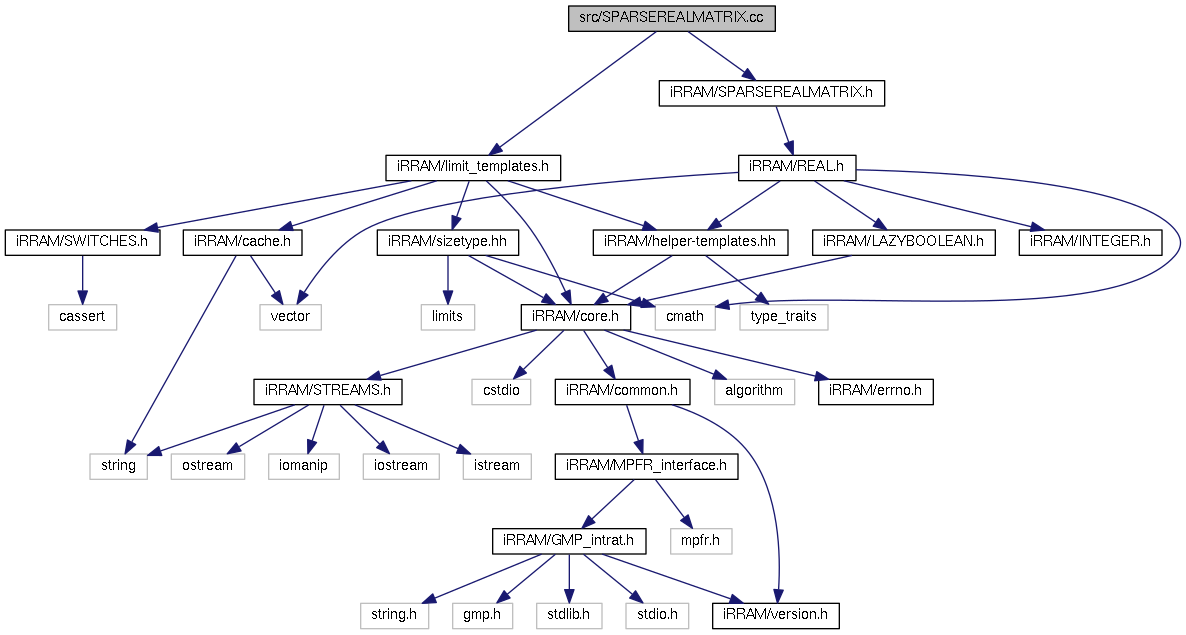 src/SPARSEREALMATRIX.cc
iRRAM/SPARSEREALMATRIX.h
iRRAM/limit_templates.h
iRRAM/REAL.h
iRRAM/SWITCHES.h
iRRAM/cache.h
iRRAM/sizetype.hh
iRRAM/helper-templates.hh
iRRAM/LAZYBOOLEAN.h
iRRAM/INTEGER.h
cassert
vector
limits
iRRAM/core.h
cmath
type_traits
iRRAM/STREAMS.h
cstdio
iRRAM/common.h
algorithm
iRRAM/errno.h
string
ostream
iomanip
iostream
istream
iRRAM/MPFR_interface.h
iRRAM/GMP_intrat.h
mpfr.h
string.h
gmp.h
stdlib.h
stdio.h
iRRAM/version.h